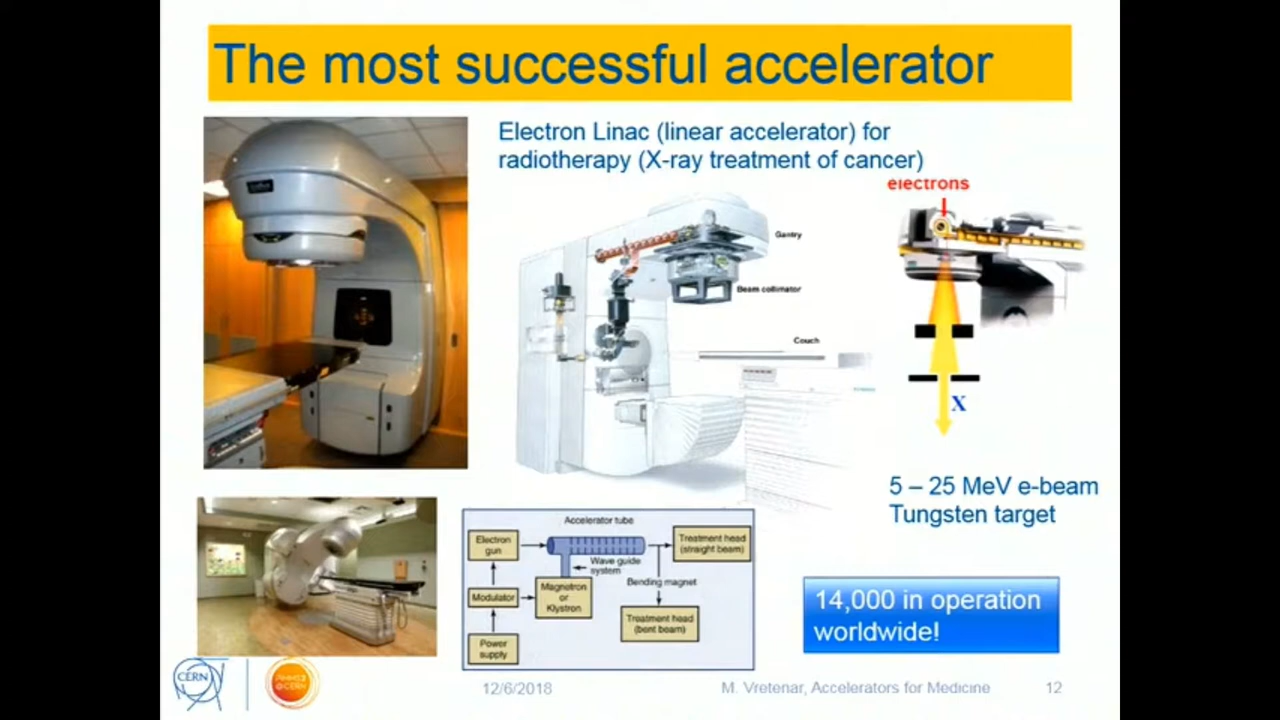 The most successful accelerator
Electron Linac (linear accelerator) for
radiotherapy (X-ray treatment of cancer)
electrons
Gantry
Beam collimator
Couch
X
5 – 25 MeV e-beam
Tungsten target
Accelerator tube
Electron
gun
Treatment head
(straight beam)
Wave guide
system
Bending magnet
Modulator
Magnetron
or
Klystron
Treatment head
(bent beam)
Power
supply
14,000 in operation
worldwide!
CERN
12/6/2018
M. Vretenar, Accelerators for Medicine
12